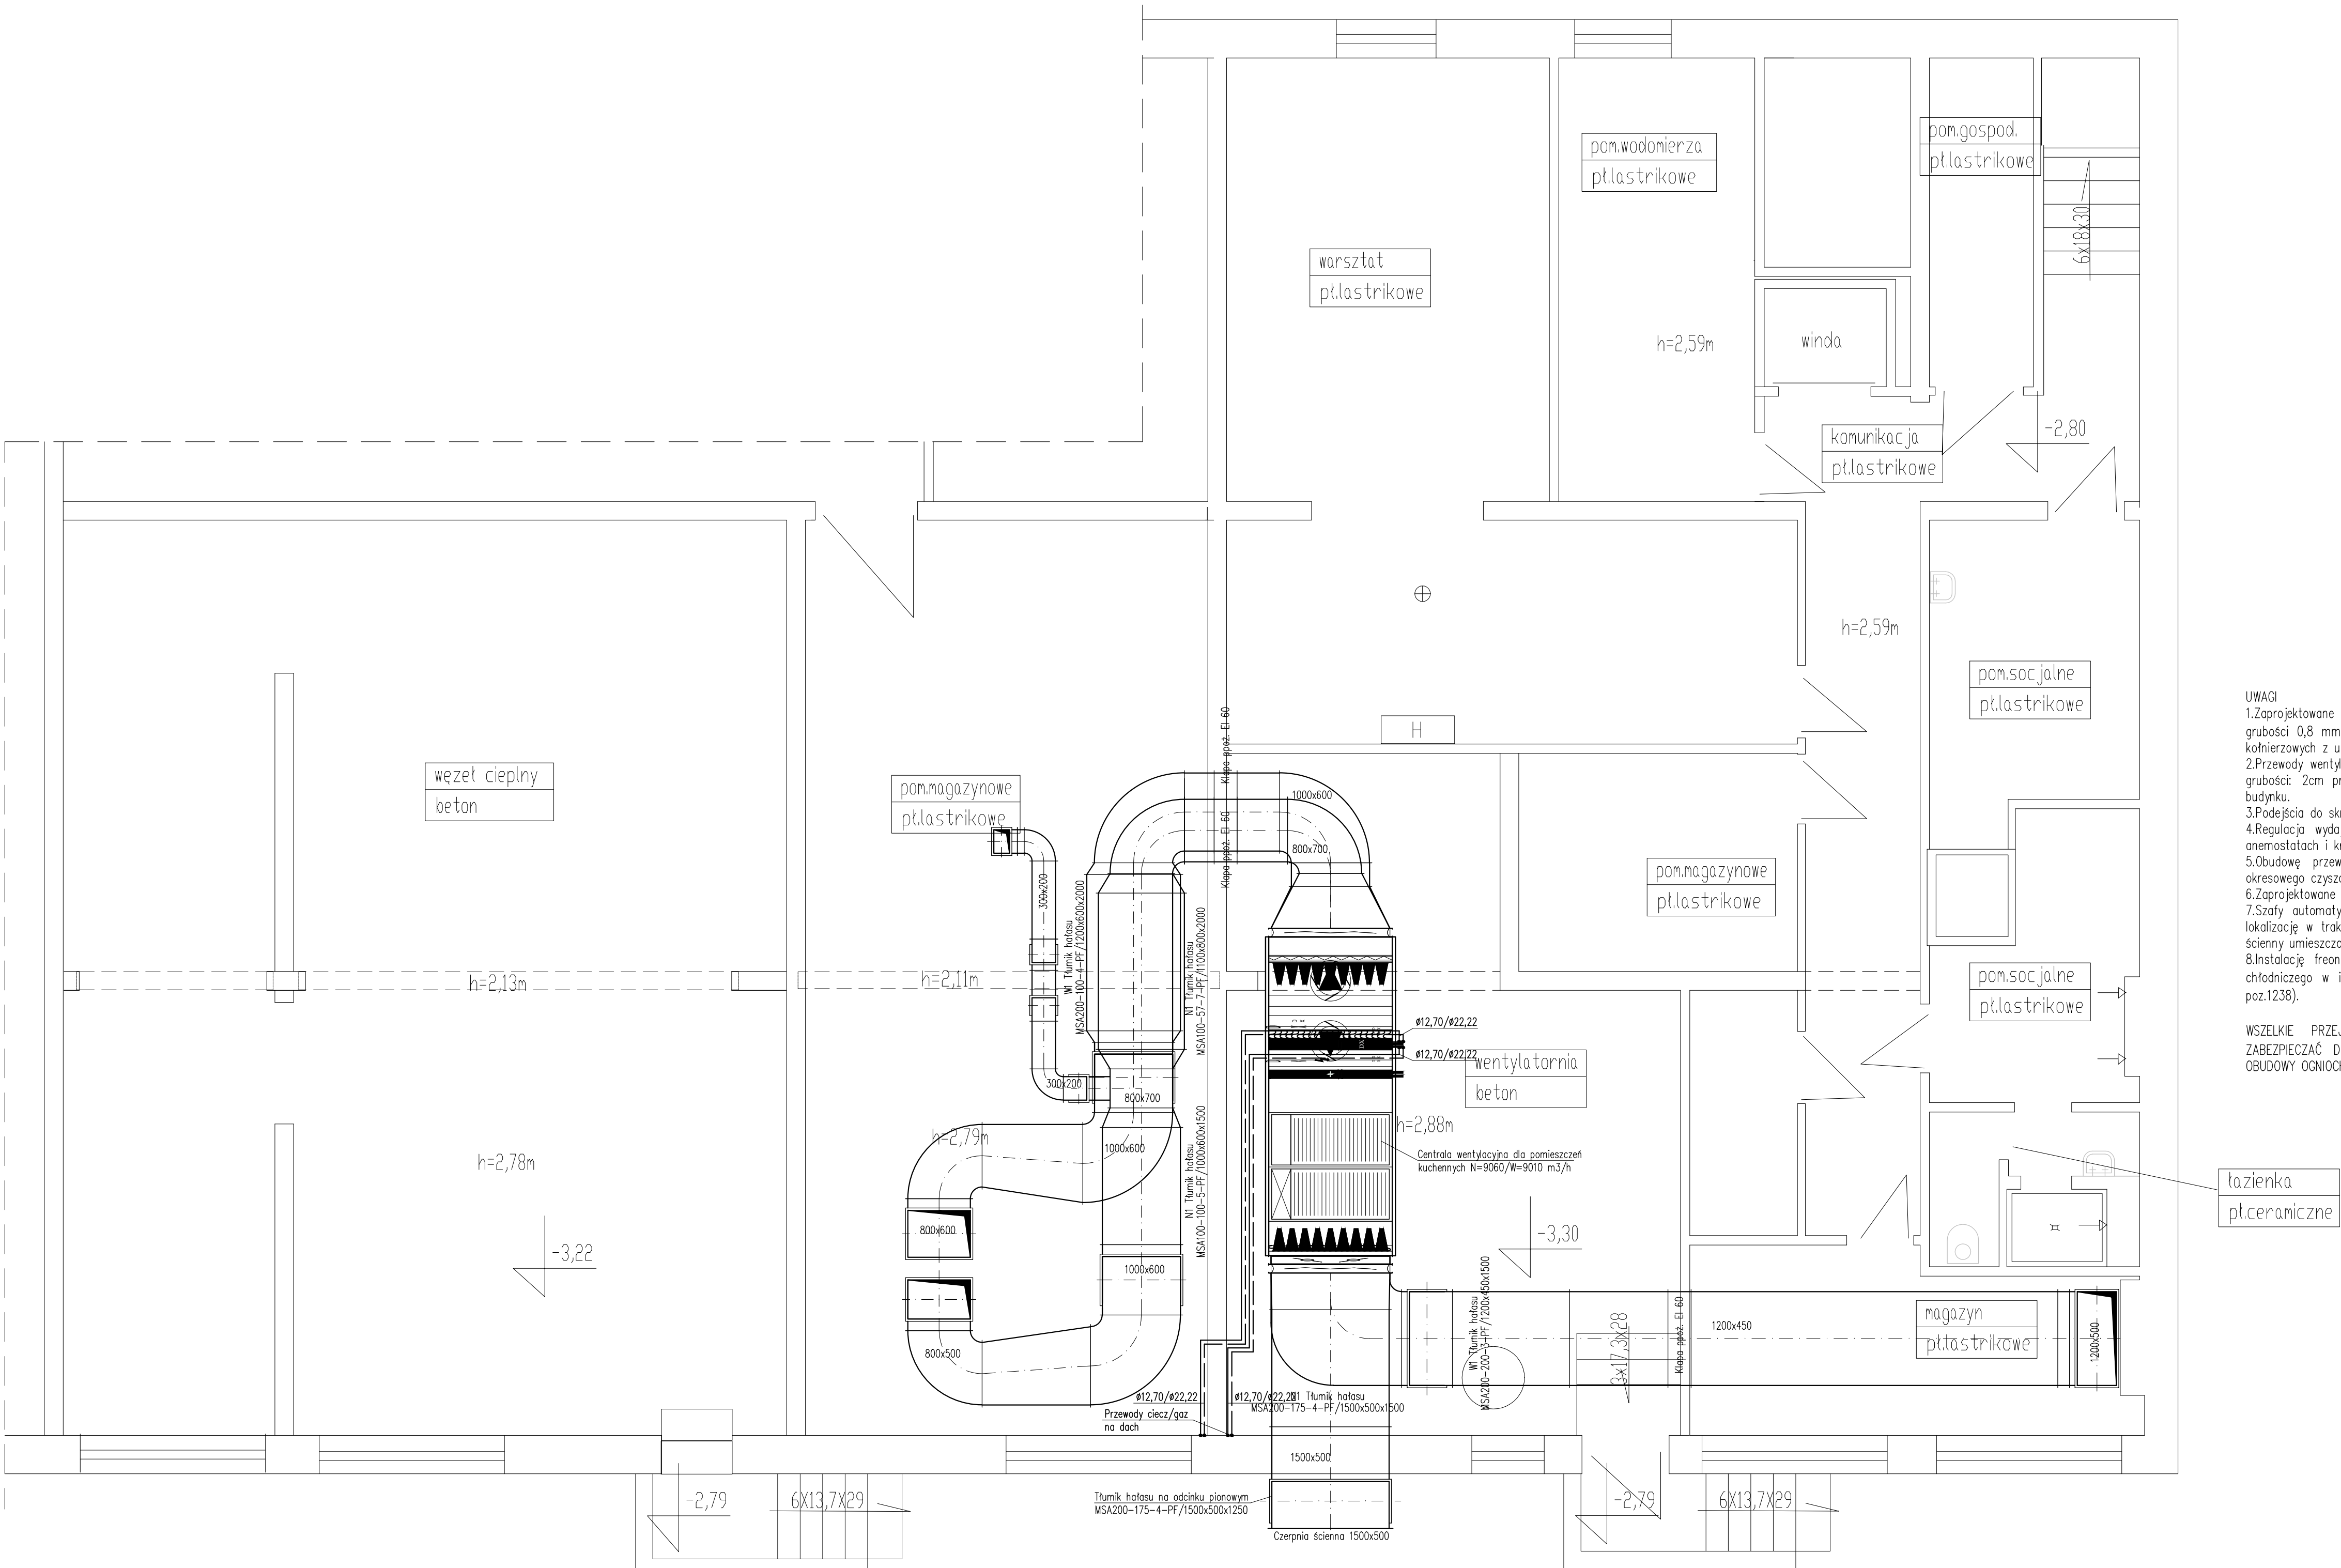 pom.wodomierza
pł.lastrikowe
pom.gospod.
pł.lastrikowe
6x18x30
warsztat
pł.lastrikowe
h=2,59m
winda
komunikacja
pł.lastrikowe
-2,80
h=2,59m
pom.socjalne
pł.lastrikowe
H
węzeł cieplny
beton
pom.magazynowe
pł.lastrikowe
Klapa ppoż. EI 60
1000x600
Klapa ppoż. EI 60
800x700
pom.magazynowe
pł.lastrikowe
300x200
W1 Tłumik hałasu
MSA200-100-4-PF/1200x600x2000
N1 Tłumik hałasu
MSA100-57-7-PF/1100x800x2000
h=2,13m
h=2,11m
pom.socjalne
pł.lastrikowe
ø12,70/ø22,22
DX
ø12,70/ø22,22
wentylatornia
beton
300x200
800x700
h=2,88m
h=2,79m
1000x600
N1 Tłumik hałasu
MSA100-100-5-PF/1000x600x1500
Centrala wentylacyjna dla pomieszczeń
kuchennych N=9060/W=9010 m3/h
h=2,78m
łazienka
pł.ceramiczne
-3,22
800x600
-3,30
1000x600
800x500
W1 Tłumik hałasu
MSA200-200-3-PF/1200x450x1500
3x17,3x28
Klapa ppoż. EI 60
1200x450
magazyn
pł.lastrikowe
1200x500
ø12,70/ø22,22
ø12,70/ø22,22
N1 Tłumik hałasu
MSA200-175-4-PF/1500x500x1500
Przewody ciecz/gaz
na dach
1500x500
-2,79
6X13,7X29
Tłumik hałasu na odcinku pionowym
MSA200-175-4-PF/1500x500x1250
Czerpnia ścienna 1500x500
-2,79
6X13,7X29
UWAGI
1.Zaprojektowane
grubości 0,8 mm
kołnierzowych z u
2.Przewody wentyl
grubości: 2cm pr
budynku.
3.Podejścia do skr
4.Regulacja wyda
anemostatach i kr
5.Obudowę przew
okresowego czyszc
6.Zaprojektowane
7.Szafy automaty
lokalizację w trak
ścienny umieszcza
8.Instalację freon
chłodniczego w i
poz.1238).
WSZELKIE PRZEJ
ZABEZPIECZAĆ D
OBUDOWY OGNIOCH